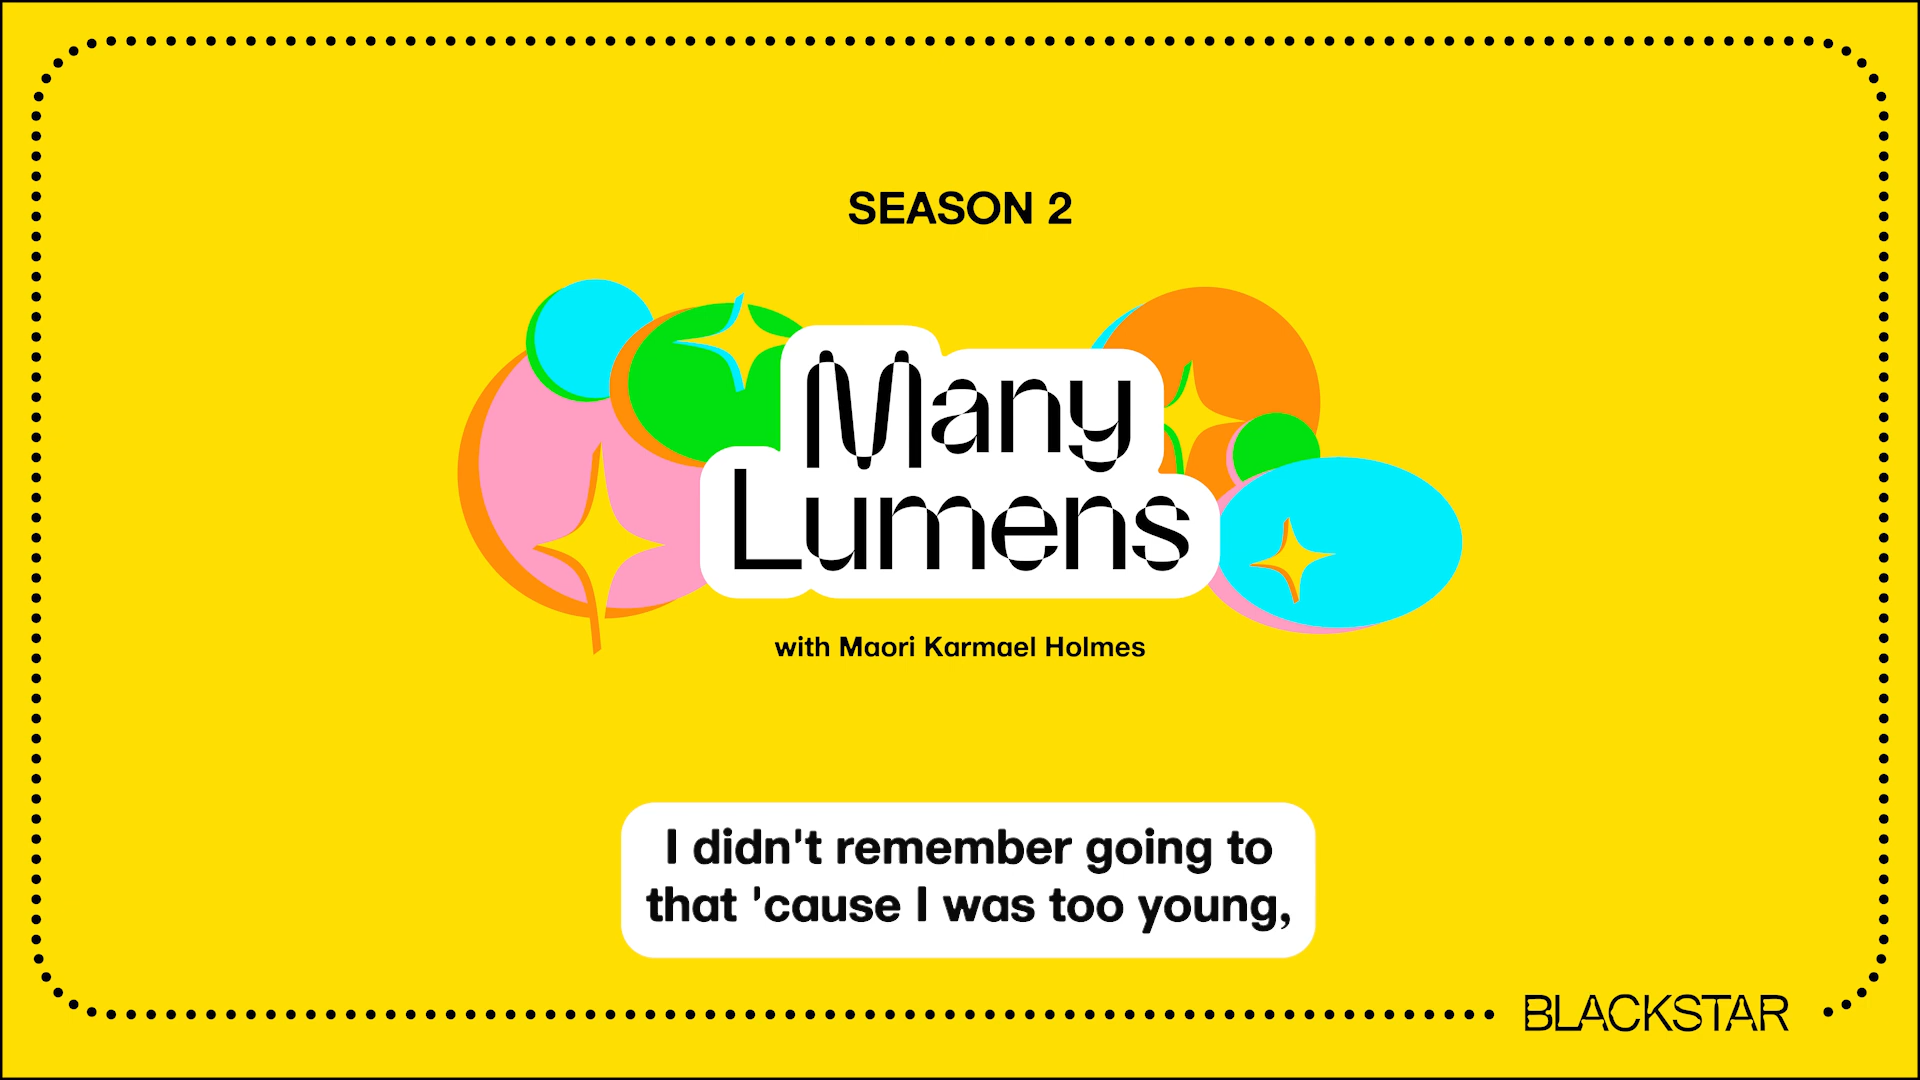 SEASON 2
Many
Lumens
with Maori Karmael Holmes
I didn't remember going to
that 'cause I was too young,
BLACKSTAR